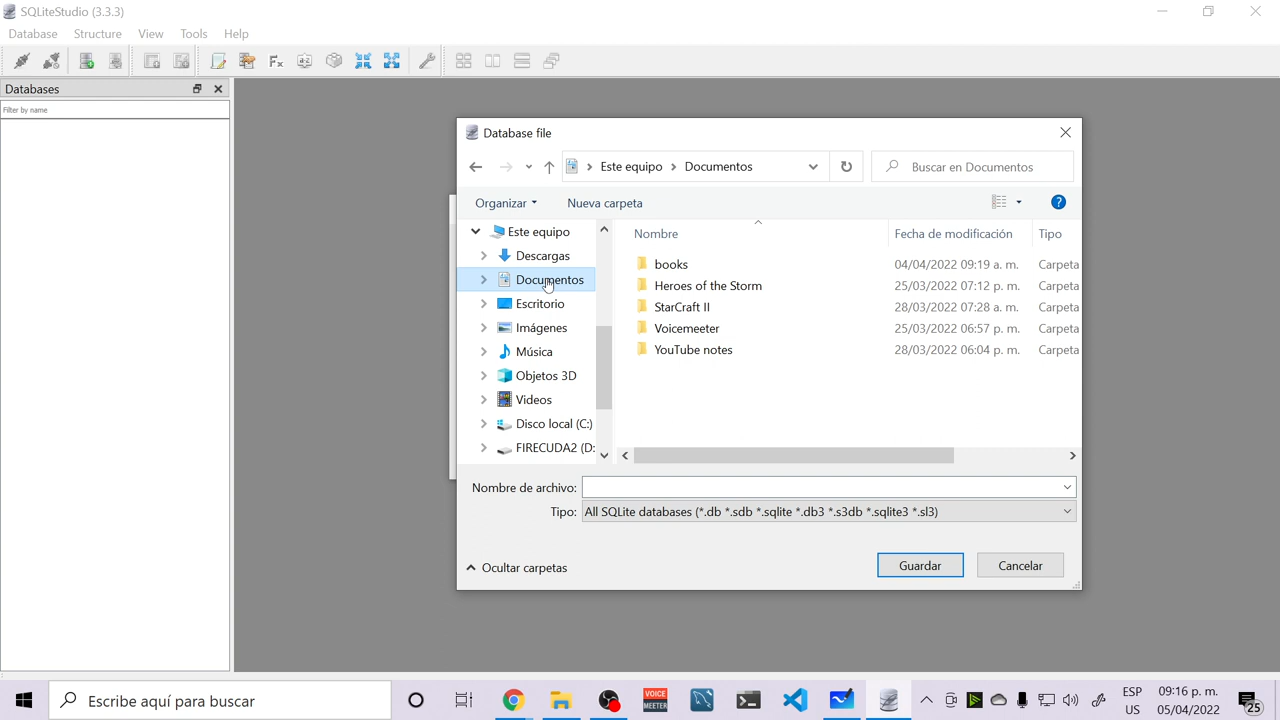 SQLiteStudio (3.3.3)
Database Structure View Tools Help
Databases
Filter by name
Database file
Este equipo Documentos
Buscar en Documentos
Organizar Nueva carpeta
Este equipo
Descargas
Documentos
Escritorio
Imágenes
Música
Objetos 3D
Videos
Disco local (C:)
FIRECUDA2 (D:
Nombre Fecha de modificación Tipo
books 04/04/2022 09:19 a. m. Carpeta
Heroes of the Storm 25/03/2022 07:12 p. m. Carpeta
StarCraft II 28/03/2022 07:28 a. m. Carpeta
Voicemeeter 25/03/2022 06:57 p. m. Carpeta
YouTube notes 28/03/2022 06:04 p. m. Carpeta
Nombre de archivo:
Tipo: All SQLite databases (*.db *.sdb *.sqlite *.db3 *.s3db *.sqlite3 *.sl3)
Ocultar carpetas
Guardar Cancelar
Escribe aquí para buscar
VOICE
MEETER
ESP
US
09:16 p. m.
05/04/2022
25